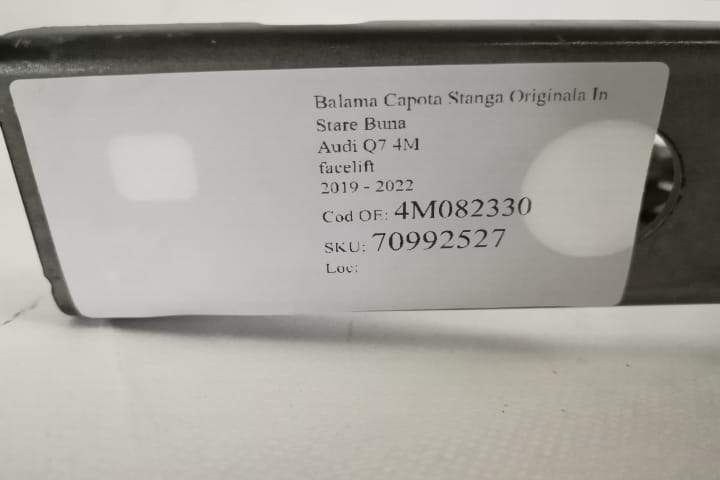 Balama Capota Stanga Originala In
Stare Buna
Audi Q7 4M
facelift
2019 - 2022
Cod OE: 4M082330
SKU: 70992527
Loc: